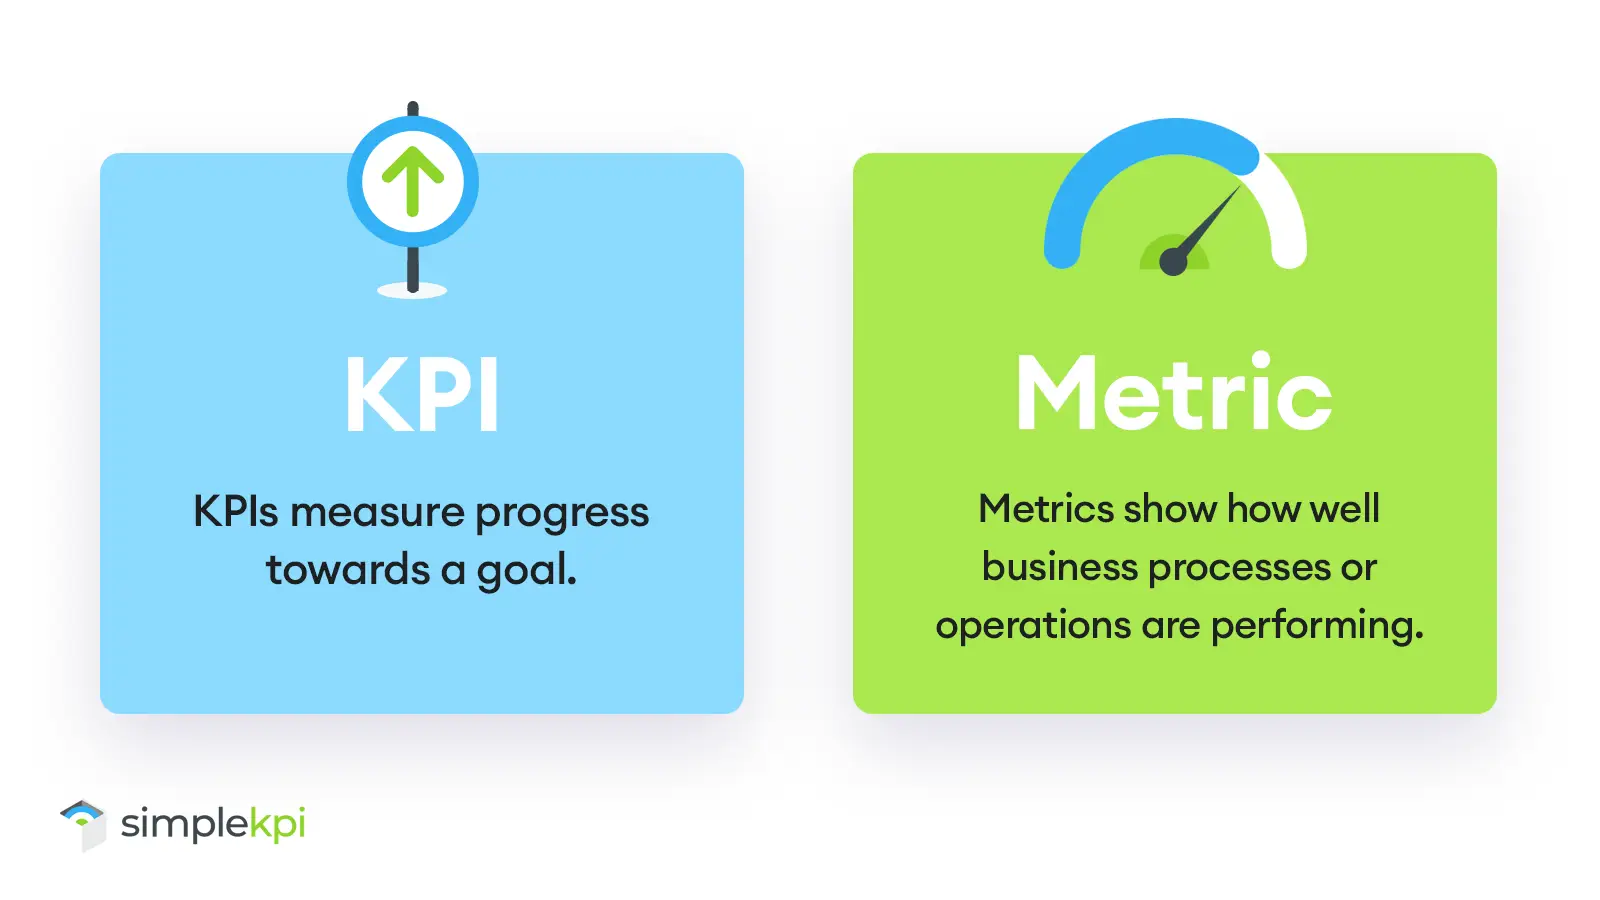 KPI
KPIs measure progress
towards a goal.
Metric
Metrics show how well
business processes or
operations are performing.
simplekpi